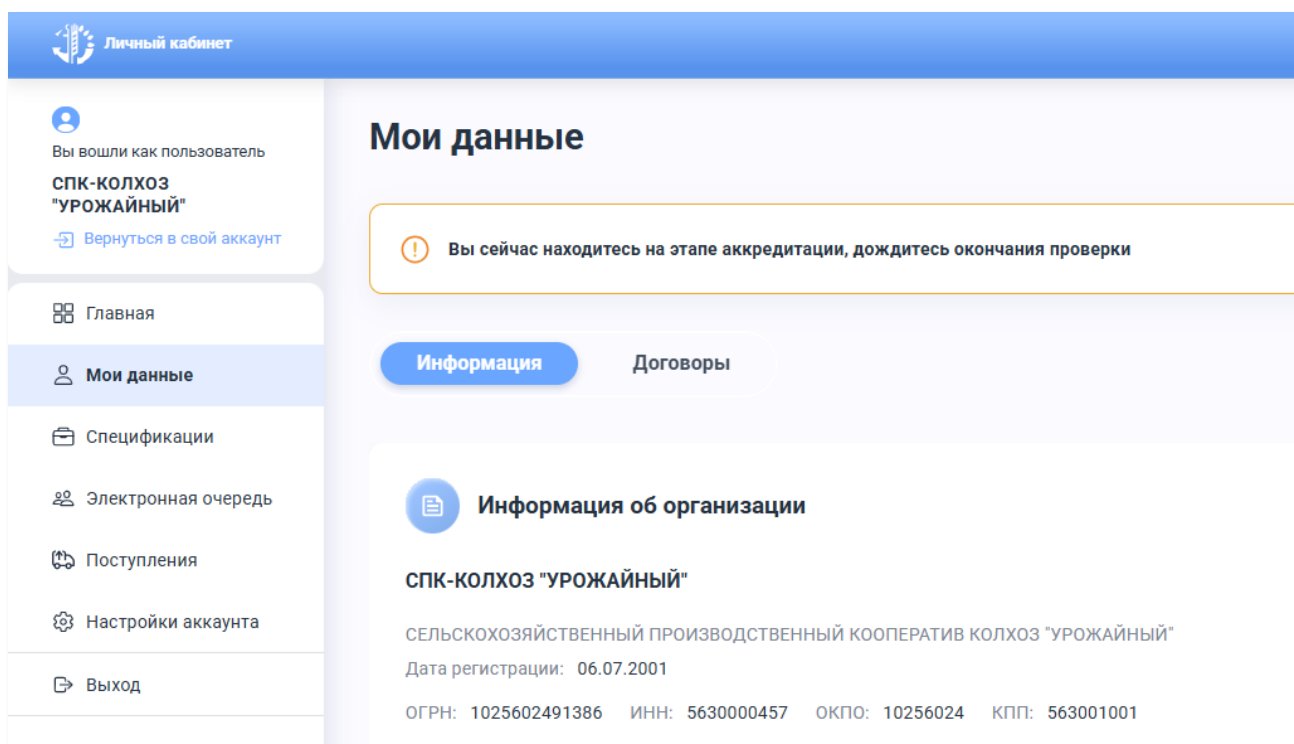 Личный кабинет
Вы вошли как пользователь
СПК-КОЛХОЗ
"УРОЖАЙНЫЙ"
Вернуться в свой аккаунт
Главная
Мои данные
Спецификации
Электронная очередь
Поступления
Настройки аккаунта
Выход
Мои данные
Вы сейчас находитесь на этапе аккредитации, дождитесь окончания проверки
Информация Договоры
Информация об организации
СПК-КОЛХОЗ "УРОЖАЙНЫЙ"
СЕЛЬСКОХОЗЯЙСТВЕННЫЙ ПРОИЗВОДСТВЕННЫЙ КООПЕРАТИВ КОЛХОЗ "УРОЖАЙНЫЙ"
Дата регистрации: 06.07.2001
ОГРН: 1025602491386 ИНН: 5630000457 ОКПО: 10256024 КПП: 563001001